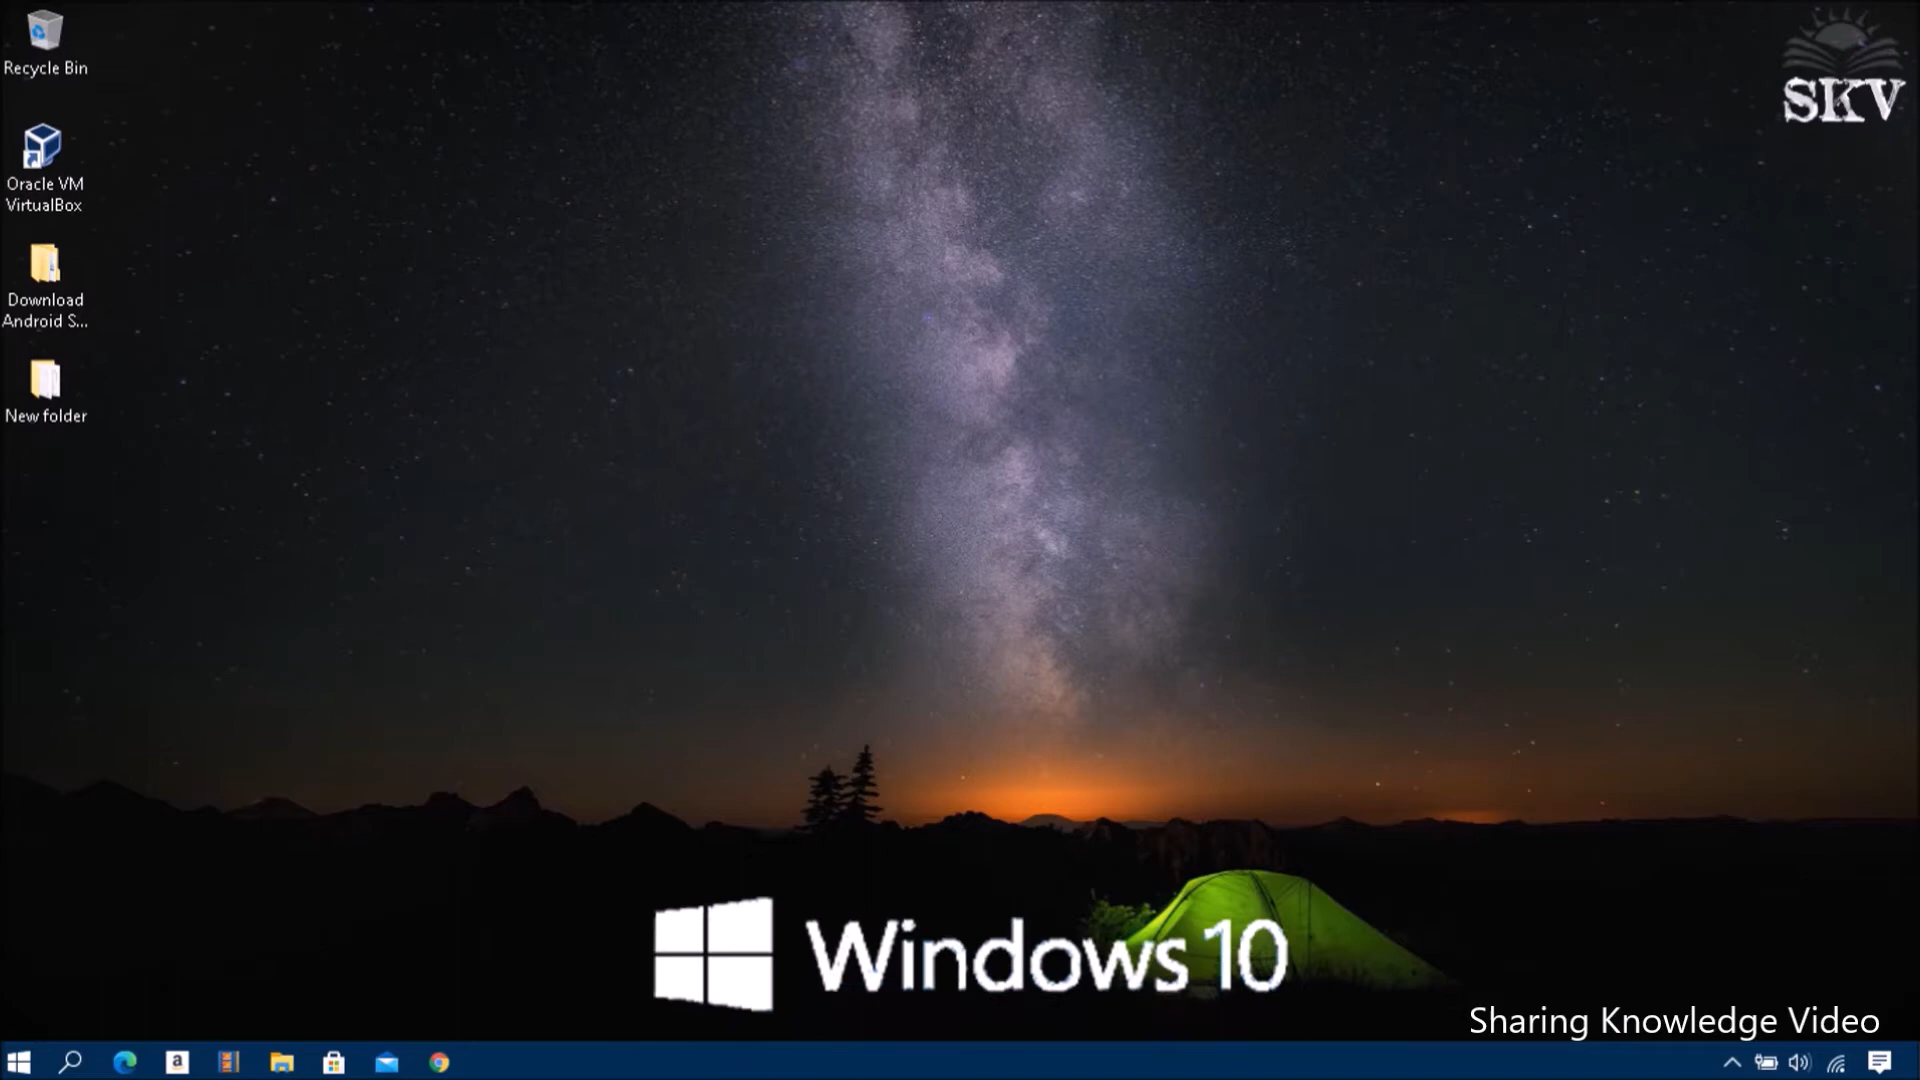 Recycle Bin
SKV
Oracle VM
VirtualBox
Download
Android S...
New folder
Windows 10
Sharing Knowledge Video
a